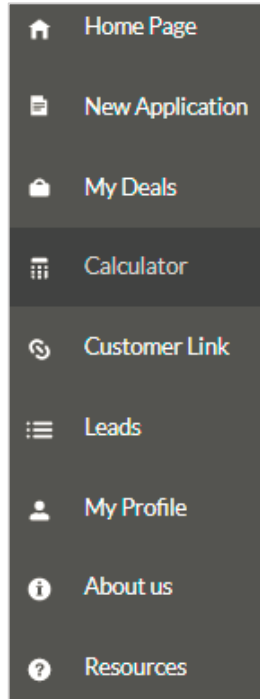 Home Page
New Application
My Deals
Calculator
Customer Link
Leads
My Profile
About us
Resources